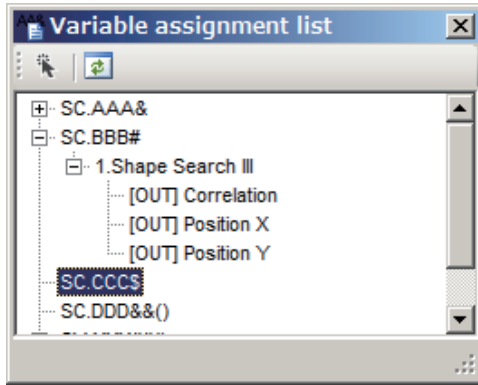 Variable assignment list
SC.AAA&
SC.BBB#
1.Shape Search III
[OUT] Correlation
[OUT] Position X
[OUT] Position Y
SC.CCC$
SC.DDD&&()